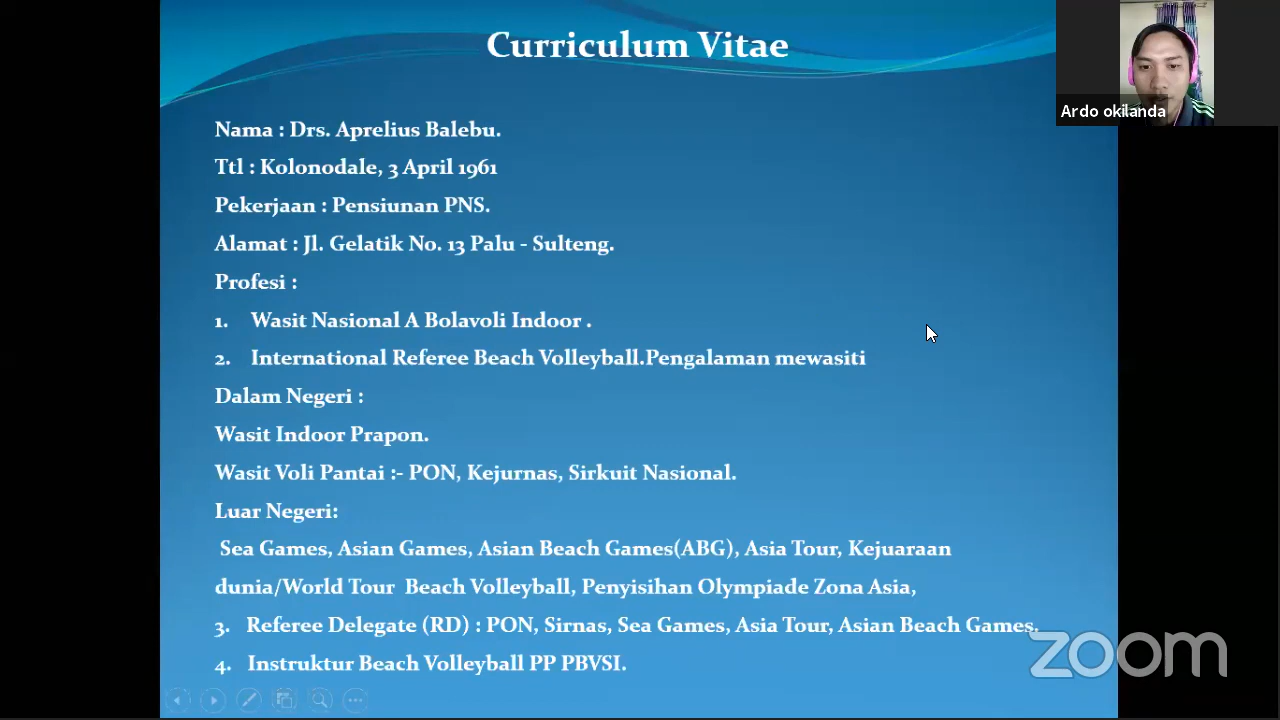 Curriculum Vitae
Ardo okilanda
Nama : Drs. Aprelius Balebu.
Ttl : Kolonodale, 3 April 1961
Pekerjaan : Pensiunan PNS.
Alamat : Jl. Gelatik No. 13 Palu - Sulteng.
Profesi :
1. Wasit Nasional A Bolavoli Indoor .
2. International Referee Beach Volleyball.Pengalaman mewasiti
Dalam Negeri :
Wasit Indoor Prapon.
Wasit Voli Pantai :- PON, Kejurnas, Sirkuit Nasional.
Luar Negeri:
Sea Games, Asian Games, Asian Beach Games(ABG), Asia Tour, Kejuaraan
dunia/World Tour Beach Volleyball, Penyisihan Olympiade Zona Asia,
3. Referee Delegate (RD) : PON, Sirnas, Sea Games, Asia Tour, Asian Beach Games.
4. Instruktur Beach Volleyball PP PBVSI.
zoom